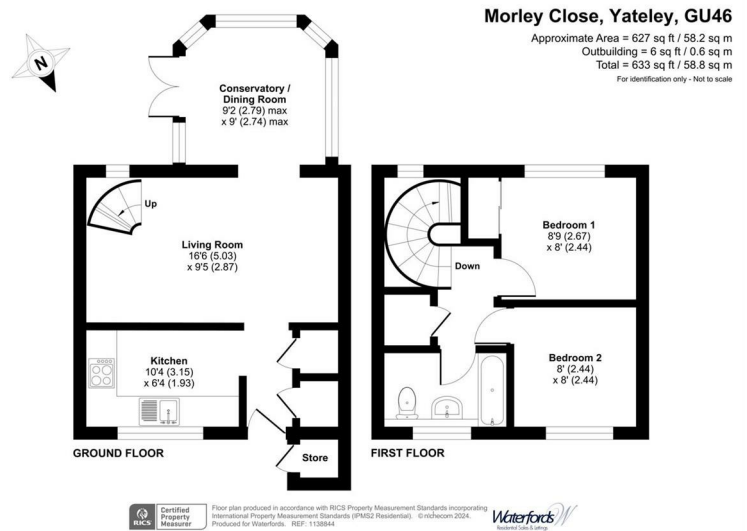 Morley Close, Yateley, GU46
Approximate Area = 627 sq ft / 58.2 sq m
Outbuilding = 6 sq ft / 0.6 sq m
Total = 633 sq ft / 58.8 sq m
For identification only - Not to scale
N
Conservatory /
Dining Room
9'2 (2.79) max
x 9' (2.74) max
Up
Living Room
16'6 (5.03)
x 9'5 (2.87)
Kitchen
10'4 (3.15)
x 6'4 (1.93)
Store
GROUND FLOOR
Bedroom 1
8'9 (2.67)
x 8' (2.44)
Down
Bedroom 2
8' (2.44)
x 8' (2.44)
FIRST FLOOR
RICS
Certified
Property
Measurer
Floor plan produced in accordance with RICS Property Measurement Standards incorporating
International Property Measurement Standards (IPMS2 Residential). © nichecom 2024.
Produced for Waterfords. REF: 1138844
Waterfords W
Residential Sales & Lettings